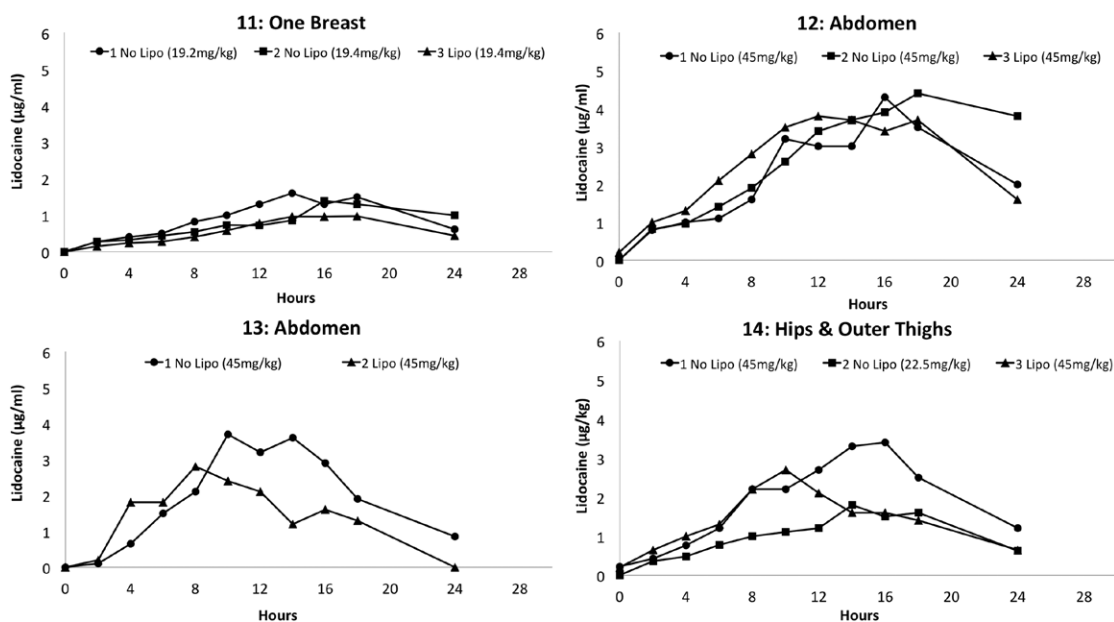 11: One Breast
6
1 No Lipo (19.2mg/kg) 2 No Lipo (19.4mg/kg) 3 No Lipo (19.4mg/kg)
5
4
3
2
1
0
Lidocaine (µg/ml)
0 4 8 12 16 20 24 28
Hours
12: Abdomen
6
1 No Lipo (45mg/kg) 2 No Lipo (45mg/kg) 3 Lipo (45mg/kg)
5
4
3
2
1
0
Lidocaine (µg/ml)
0 4 8 12 16 20 24 28
Hours
13: Abdomen
6
1 No Lipo (45mg/kg) 2 Lipo (45mg/kg)
5
4
3
2
1
0
Lidocaine (µg/ml)
0 4 8 12 16 20 24 28
Hours
14: Hips & Outer Thighs
6
1 No Lipo (45mg/kg) 2 No Lipo (22.5mg/kg) 3 Lipo (45mg/kg)
5
4
3
2
1
0
Lidocaine (µg/kg)
0 4 8 12 16 20 24 28
Hours